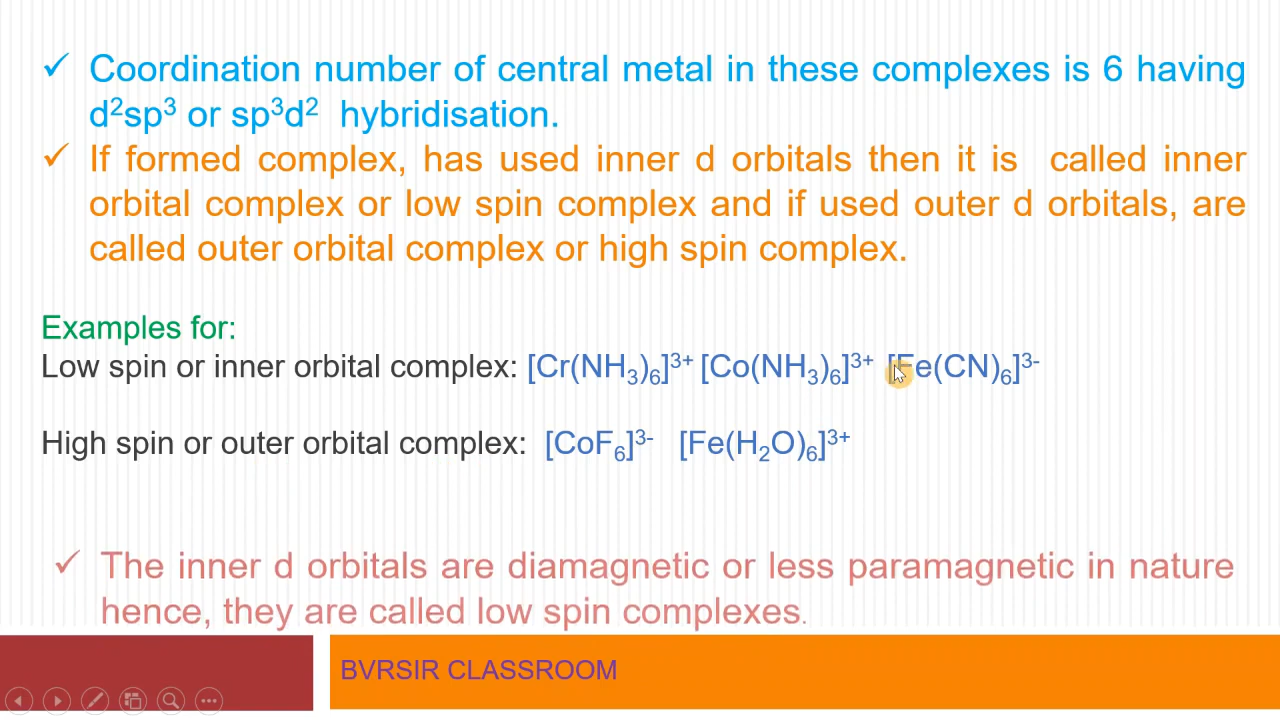 ✓ Coordination number of central metal in these complexes is 6 having
d²sp³ or sp³d² hybridisation.
✓ If formed complex, has used inner d orbitals then it is called inner
orbital complex or low spin complex and if used outer d orbitals, are
called outer orbital complex or high spin complex.
Examples for:
Low spin or inner orbital complex: [Cr(NH₃)₆]³⁺ [Co(NH₃)₆]³⁺ [Fe(CN)₆]³⁻
High spin or outer orbital complex: [CoF₆]³⁻ [Fe(H₂O)₆]³⁺
✓ The inner d orbitals are diamagnetic or less paramagnetic in nature
hence, they are called low spin complexes.
BVRSIR CLASSROOM